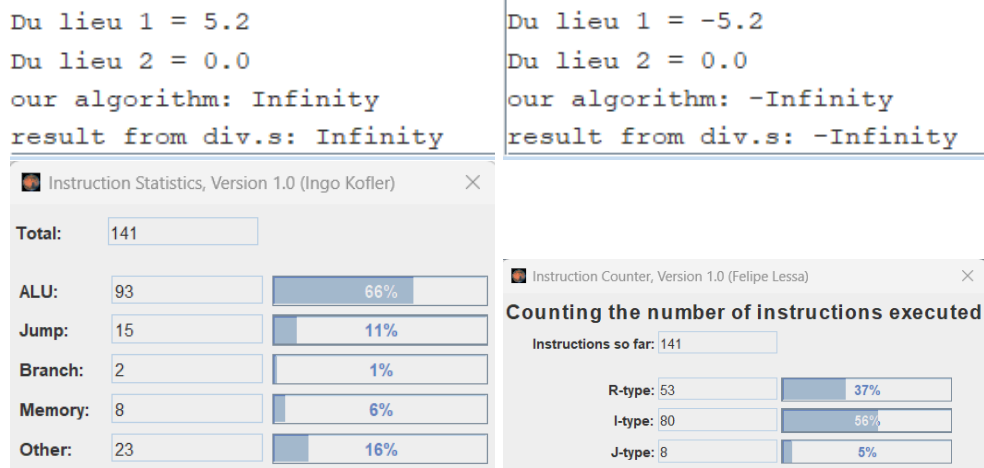 Du lieu 1 = 5.2
Du lieu 2 = 0.0
our algorithm: Infinity
result from div.s: Infinity
Du lieu 1 = -5.2
Du lieu 2 = 0.0
our algorithm: -Infinity
result from div.s: -Infinity
Instruction Statistics, Version 1.0 (Ingo Kofler)
Total: 141
ALU: 93 66%
Jump: 15 11%
Branch: 2 1%
Memory: 8 6%
Other: 23 16%
Instruction Counter, Version 1.0 (Felipe Lessa)
Counting the number of instructions executed
Instructions so far: 141
R-type: 53 37%
I-type: 80 56%
J-type: 8 5%